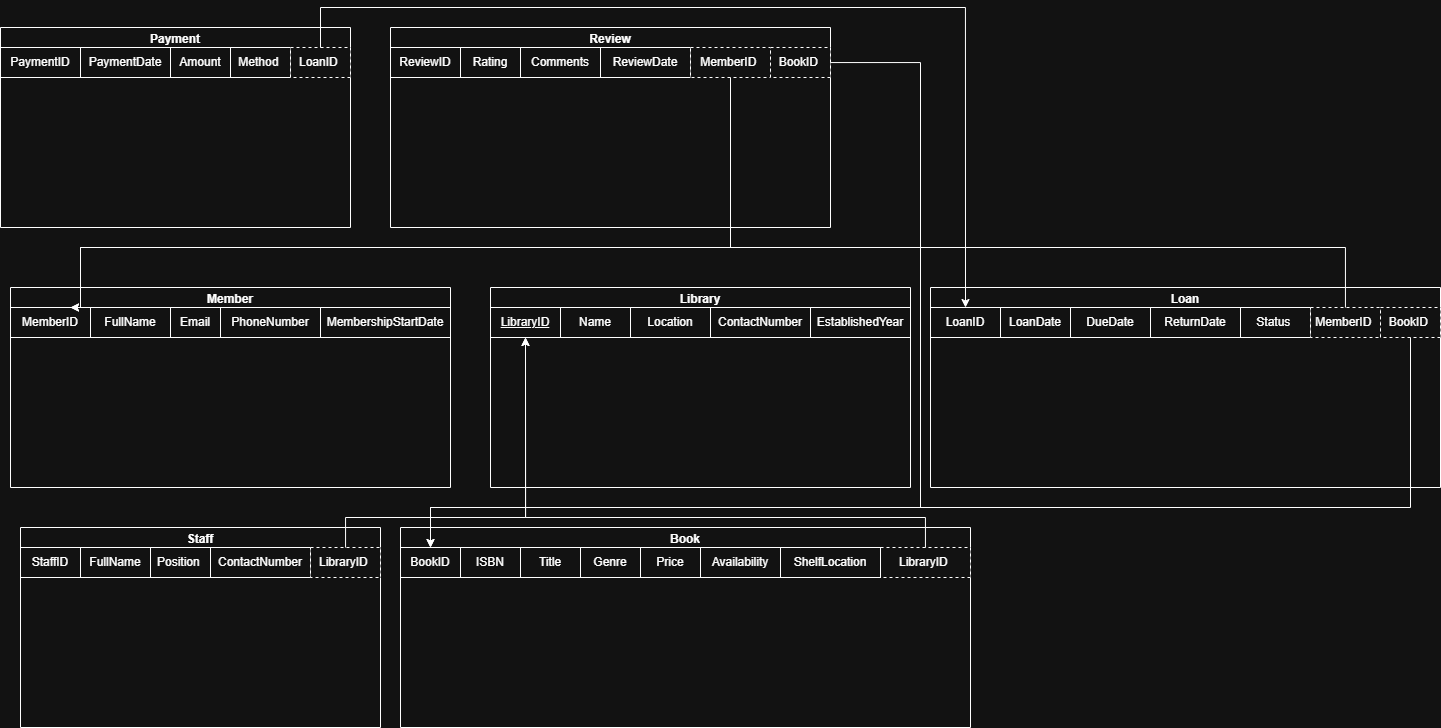 Payment
PaymentID PaymentDate Amount Method LoanID
Review
ReviewID Rating Comments ReviewDate MemberID BookID
Member
MemberID FullName Email PhoneNumber MembershipStartDate
Library
LibraryID Name Location ContactNumber EstablishedYear
Loan
LoanID LoanDate DueDate ReturnDate Status MemberID BookID
Staff
StaffID FullName Position ContactNumber LibraryID
Book
BookID ISBN Title Genre Price Availability ShelfLocation LibraryID